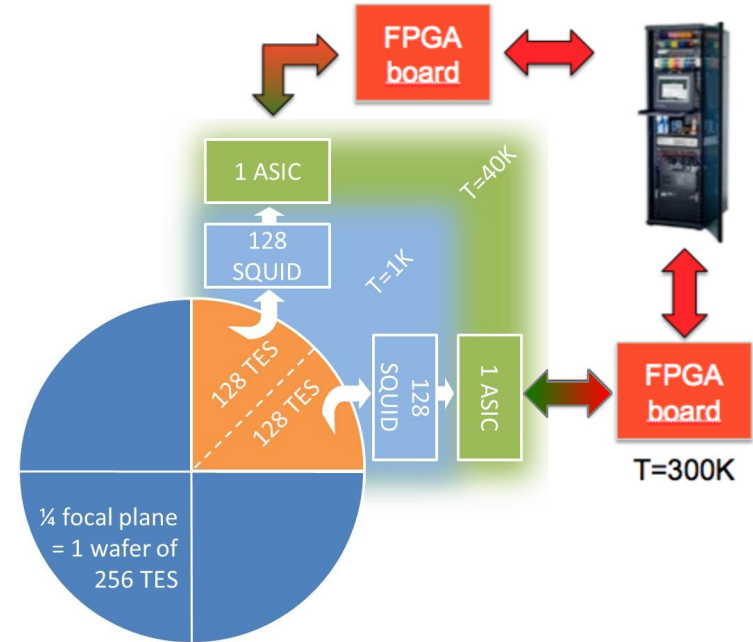 FPGA
board
1 ASIC
T=40K
128
SQUID
T=1K
128 TES
128 TES
128
SQUID
1 ASIC
FPGA
board
T=300K
¼ focal plane
= 1 wafer of
256 TES